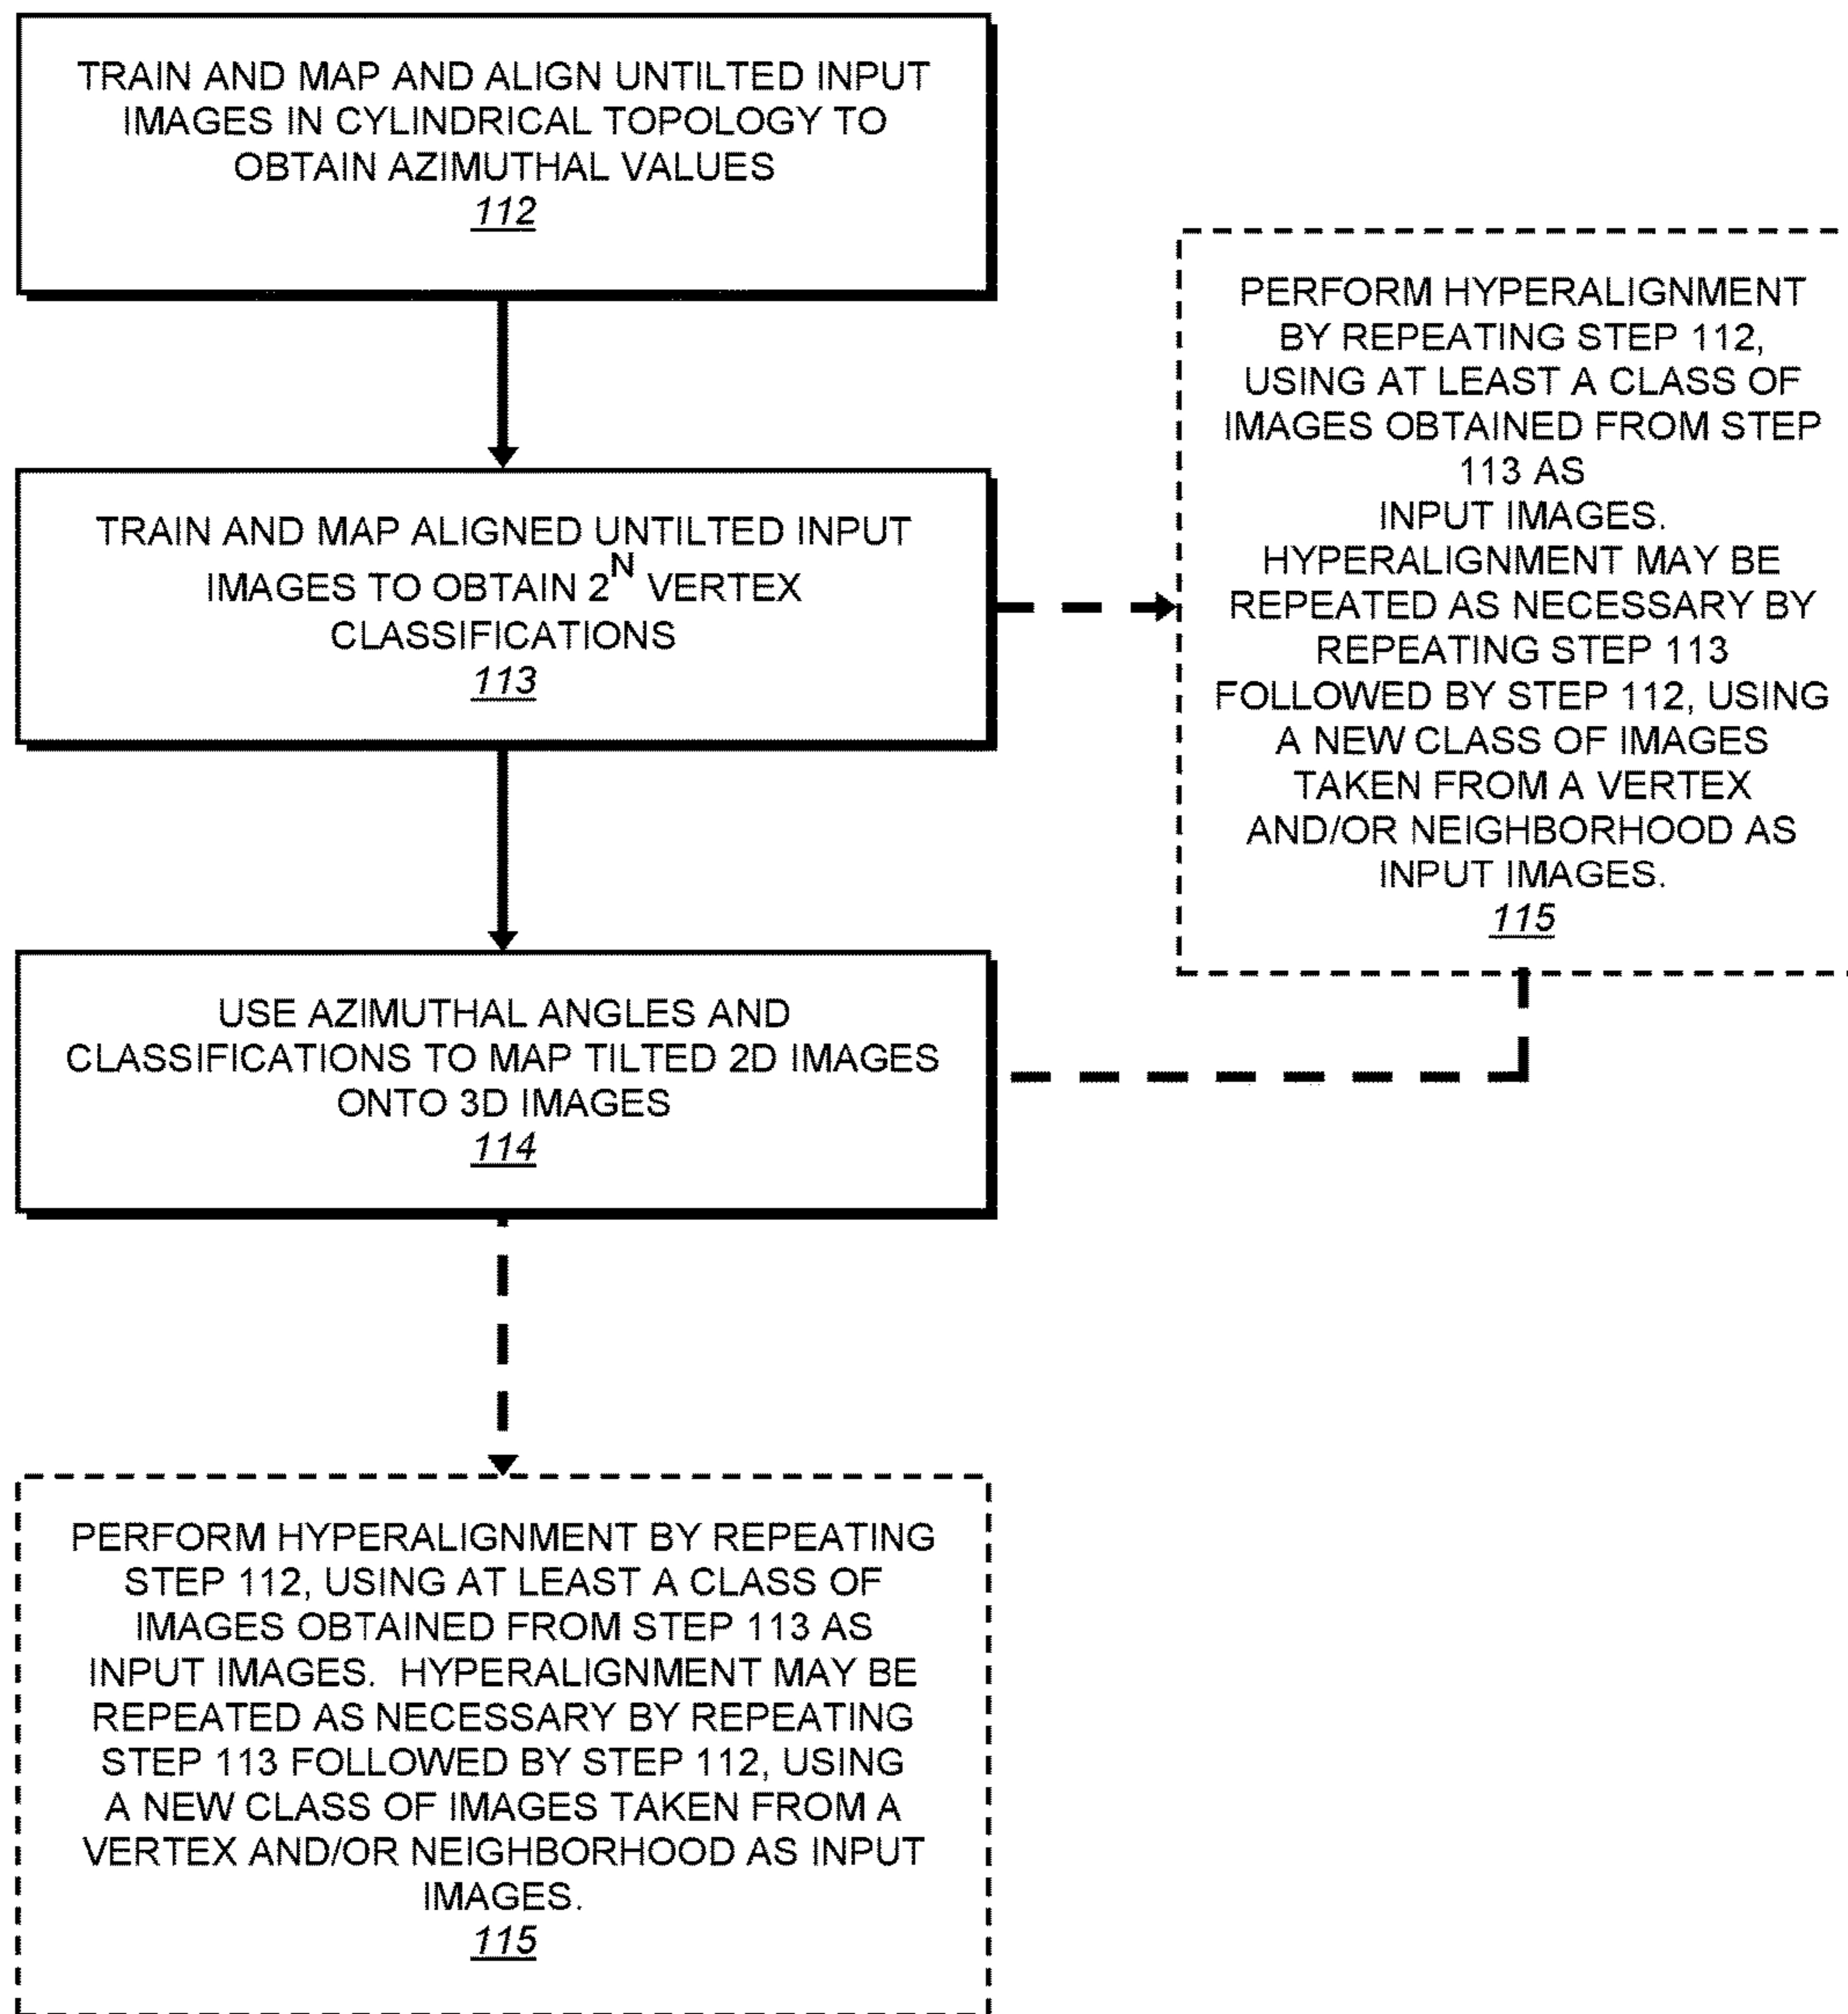 TRAIN AND MAP AND ALIGN UNTILTED INPUT
IMAGES IN CYLINDRICAL TOPOLOGY TO
OBTAIN AZIMUTHAL VALUES
112
TRAIN AND MAP ALIGNED UNTILTED INPUT
IMAGES TO OBTAIN 2^N VERTEX
CLASSIFICATIONS
113
PERFORM HYPERALIGNMENT
BY REPEATING STEP 112,
USING AT LEAST A CLASS OF
IMAGES OBTAINED FROM STEP
113 AS
INPUT IMAGES.
HYPERALIGNMENT MAY BE
REPEATED AS NECESSARY BY
REPEATING STEP 113
FOLLOWED BY STEP 112, USING
A NEW CLASS OF IMAGES
TAKEN FROM A VERTEX
AND/OR NEIGHBORHOOD AS
INPUT IMAGES.
115
USE AZIMUTHAL ANGLES AND
CLASSIFICATIONS TO MAP TILTED 2D IMAGES
ONTO 3D IMAGES
114
PERFORM HYPERALIGNMENT BY REPEATING
STEP 112, USING AT LEAST A CLASS OF
IMAGES OBTAINED FROM STEP 113 AS
INPUT IMAGES. HYPERALIGNMENT MAY BE
REPEATED AS NECESSARY BY REPEATING
STEP 113 FOLLOWED BY STEP 112, USING
A NEW CLASS OF IMAGES TAKEN FROM A
VERTEX AND/OR NEIGHBORHOOD AS INPUT
IMAGES.
115